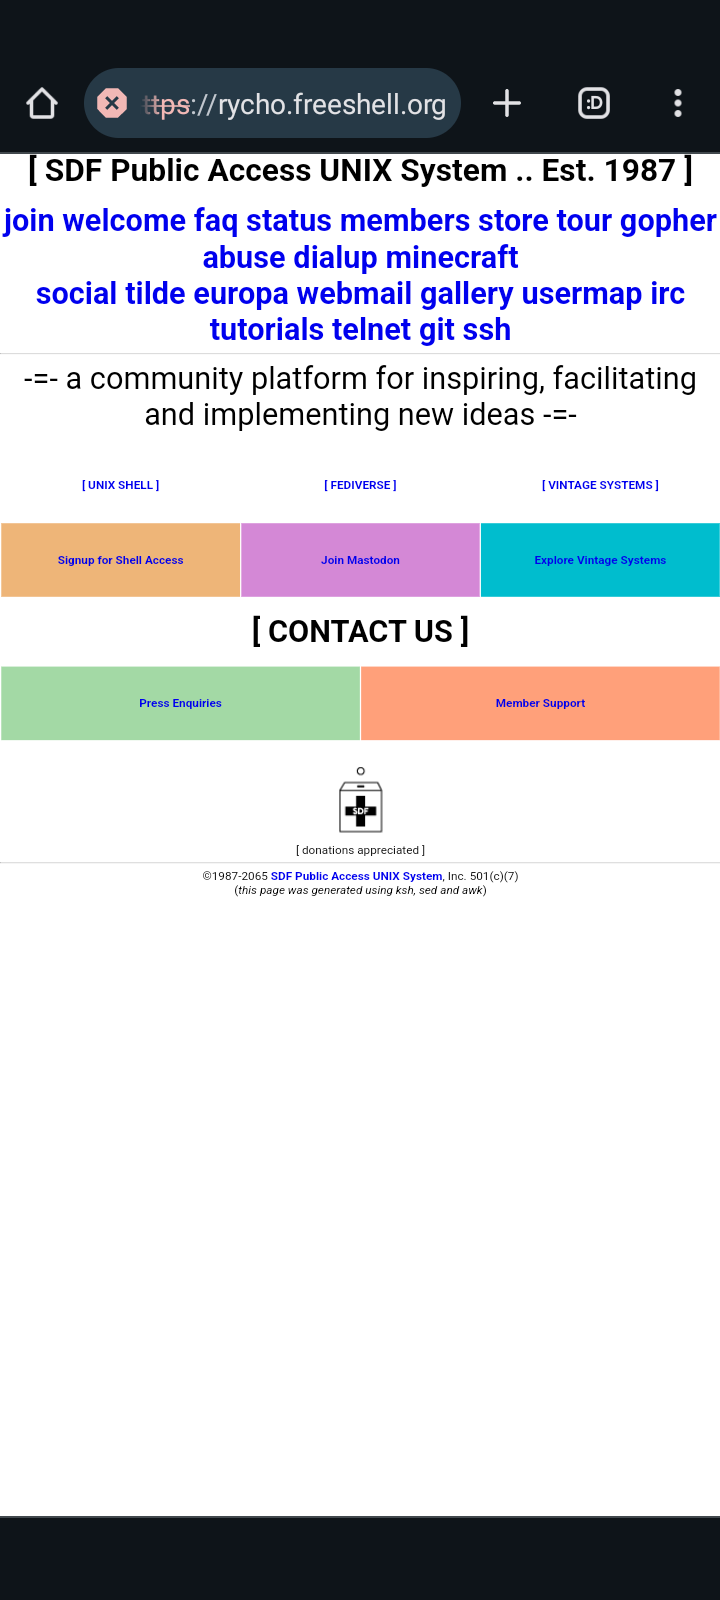 ttps://rycho.freeshell.org
:D
[ SDF Public Access UNIX System .. Est. 1987 ]
join welcome faq status members store tour gopher
abuse dialup minecraft
social tilde europa webmail gallery usermap irc
tutorials telnet git ssh
-=- a community platform for inspiring, facilitating
and implementing new ideas -=-
[ UNIX SHELL ] [ FEDIVERSE ] [ VINTAGE SYSTEMS ]
Signup for Shell Access Join Mastodon Explore Vintage Systems
[ CONTACT US ]
Press Enquiries Member Support
SDF
[ donations appreciated ]
©1987-2065 SDF Public Access UNIX System, Inc. 501(c)(7)
(this page was generated using ksh, sed and awk)